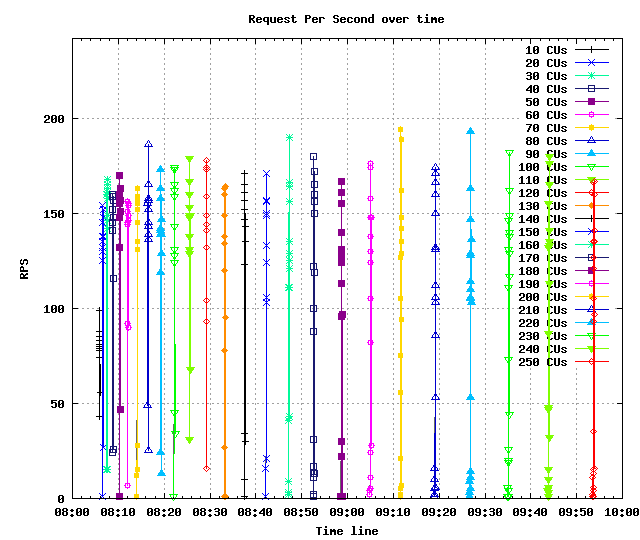 Request Per Second over time
10 CUs
20 CUs
30 CUs
40 CUs
50 CUs
60 CUs
70 CUs
80 CUs
90 CUs
100 CUs
110 CUs
120 CUs
130 CUs
140 CUs
150 CUs
160 CUs
170 CUs
180 CUs
190 CUs
200 CUs
210 CUs
220 CUs
230 CUs
240 CUs
250 CUs
200
150
100
50
0
RPS
08:00 08:10 08:20 08:30 08:40 08:50 09:00 09:10 09:20 09:30 09:40 09:50 10:00
Time line